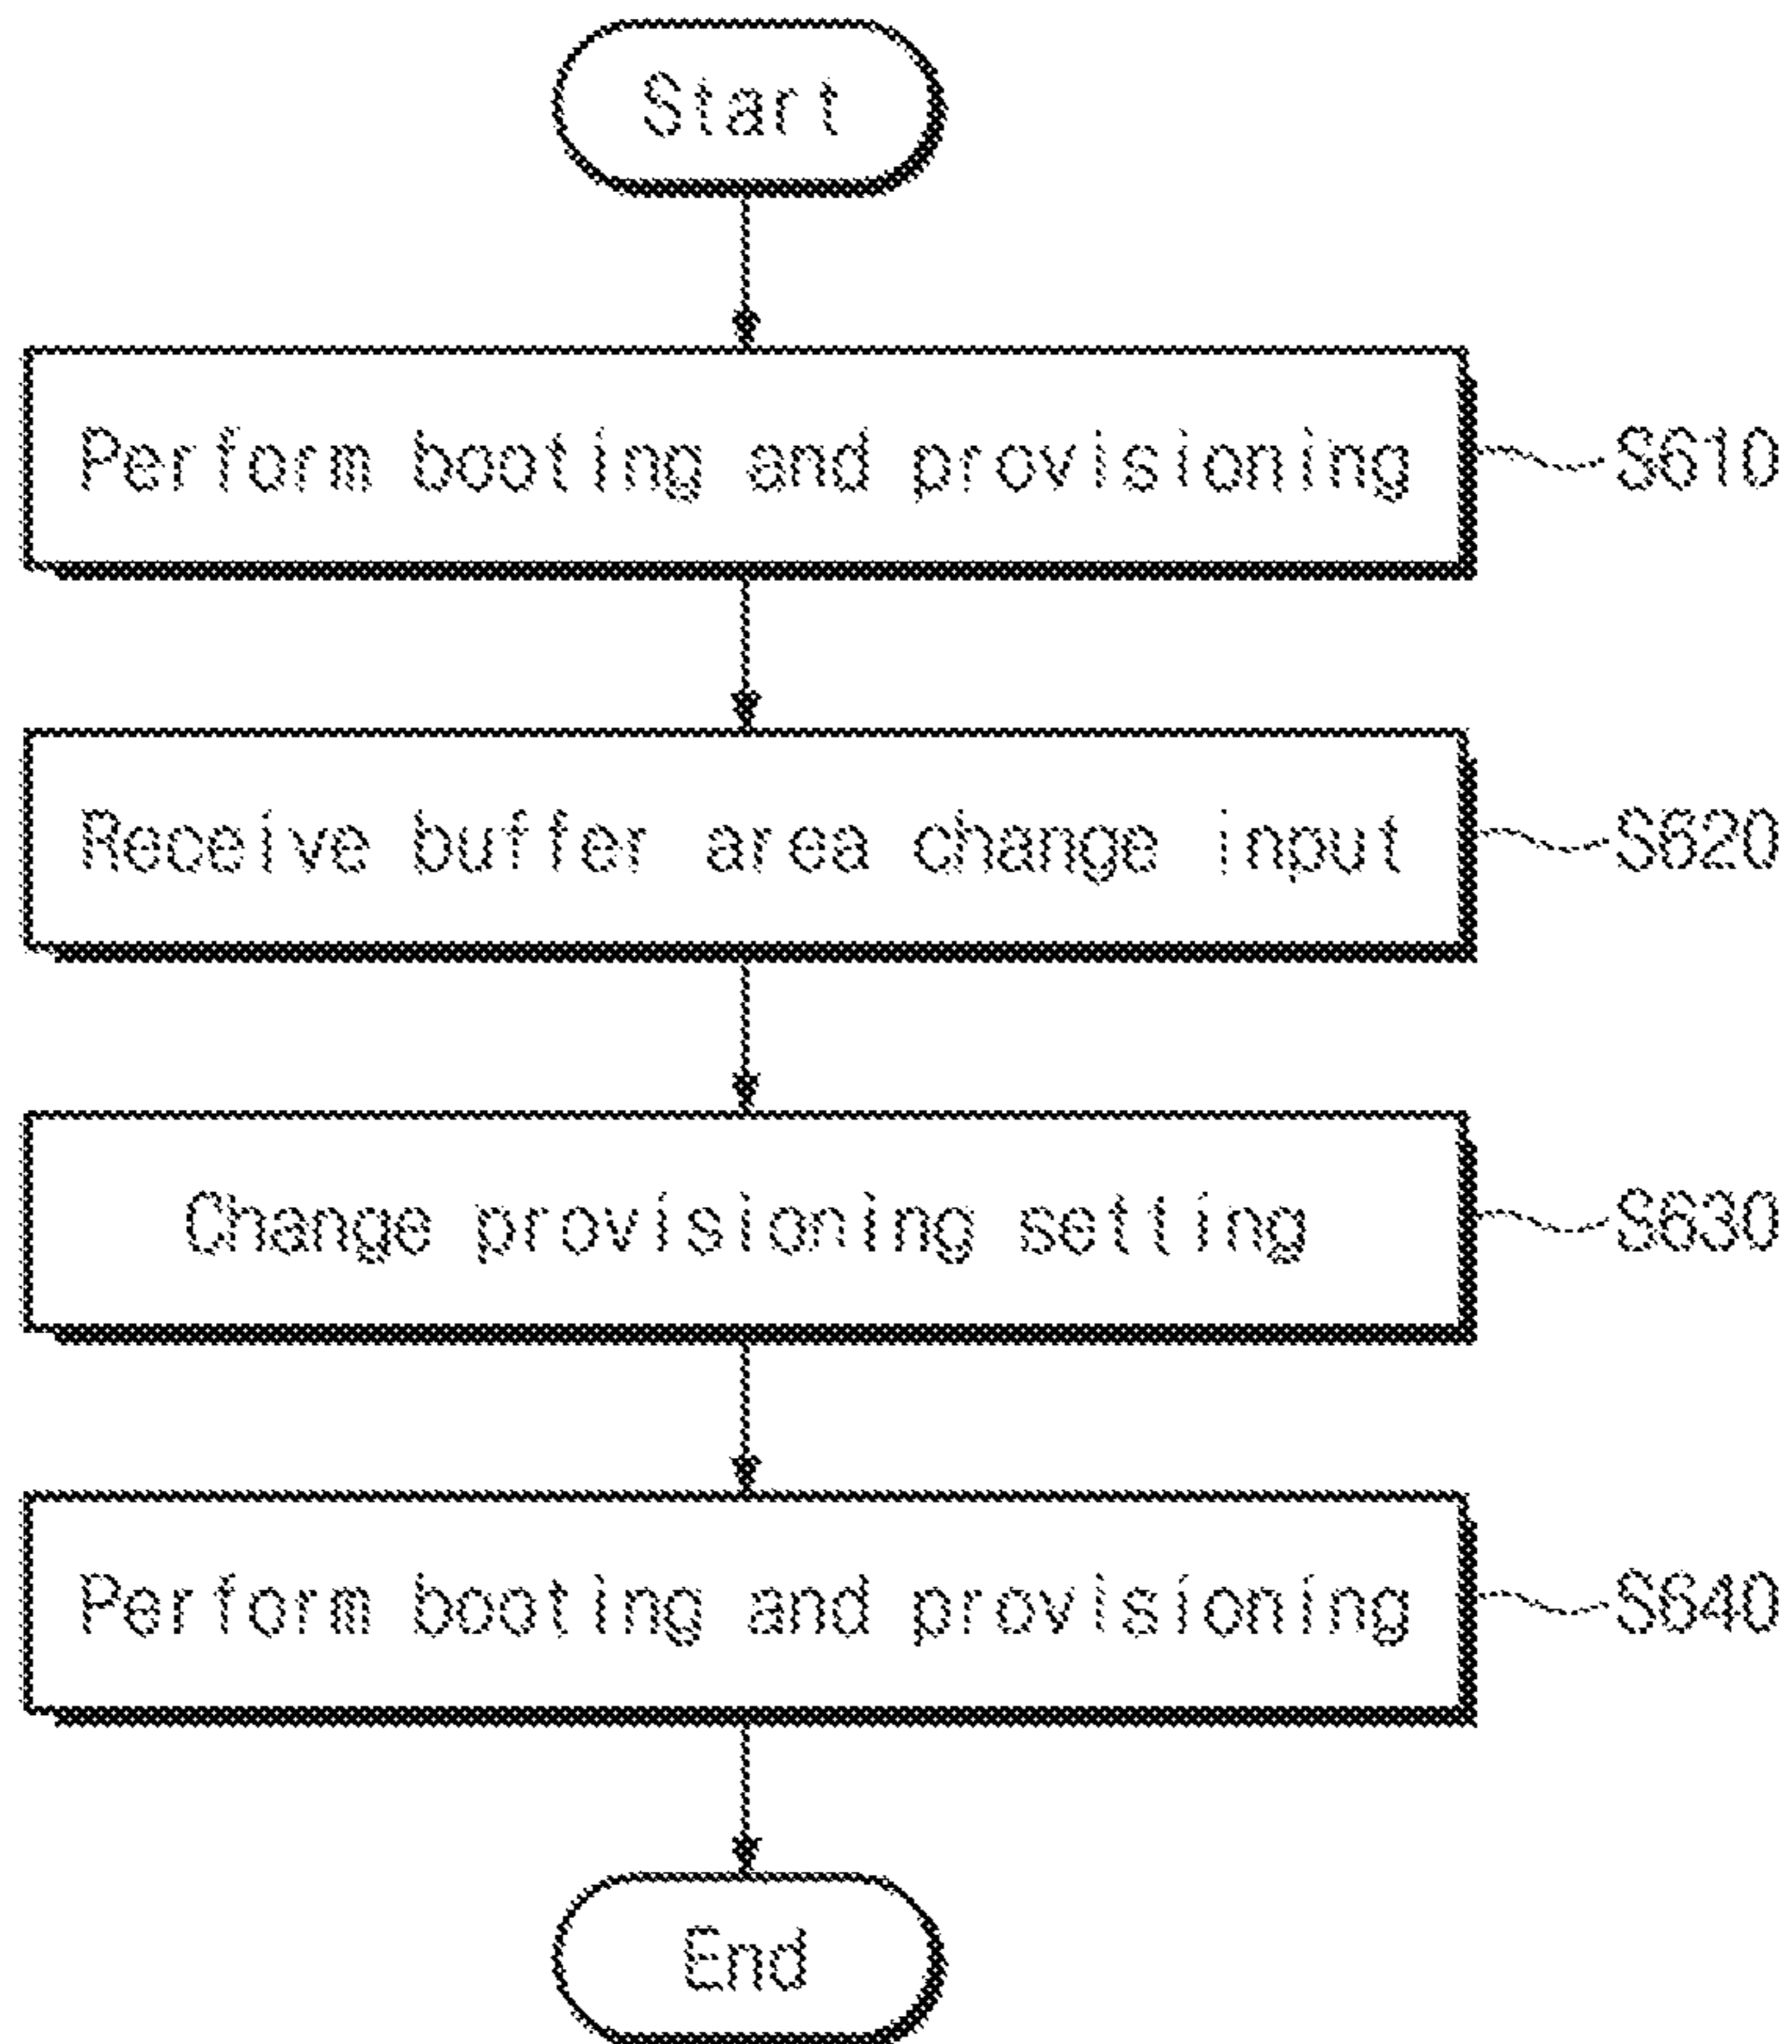 Start
Perform booting and provisioning
S610
Receive buffer area change input
S620
Change provisioning setting
S630
Perform booting and provisioning
S640
End